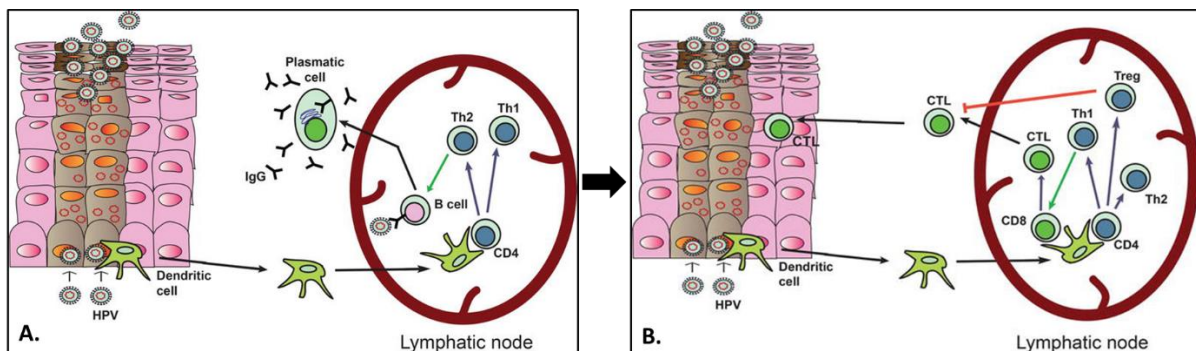 Plasmatic
cell
IgG
Th2
Th1
B cell
CD4
Dendritic
cell
HPV
A.
Lymphatic node
Treg
CTL
Th1
CTL
CTL
Th2
CD8
CD4
Dendritic
cell
HPV
B.
Lymphatic node